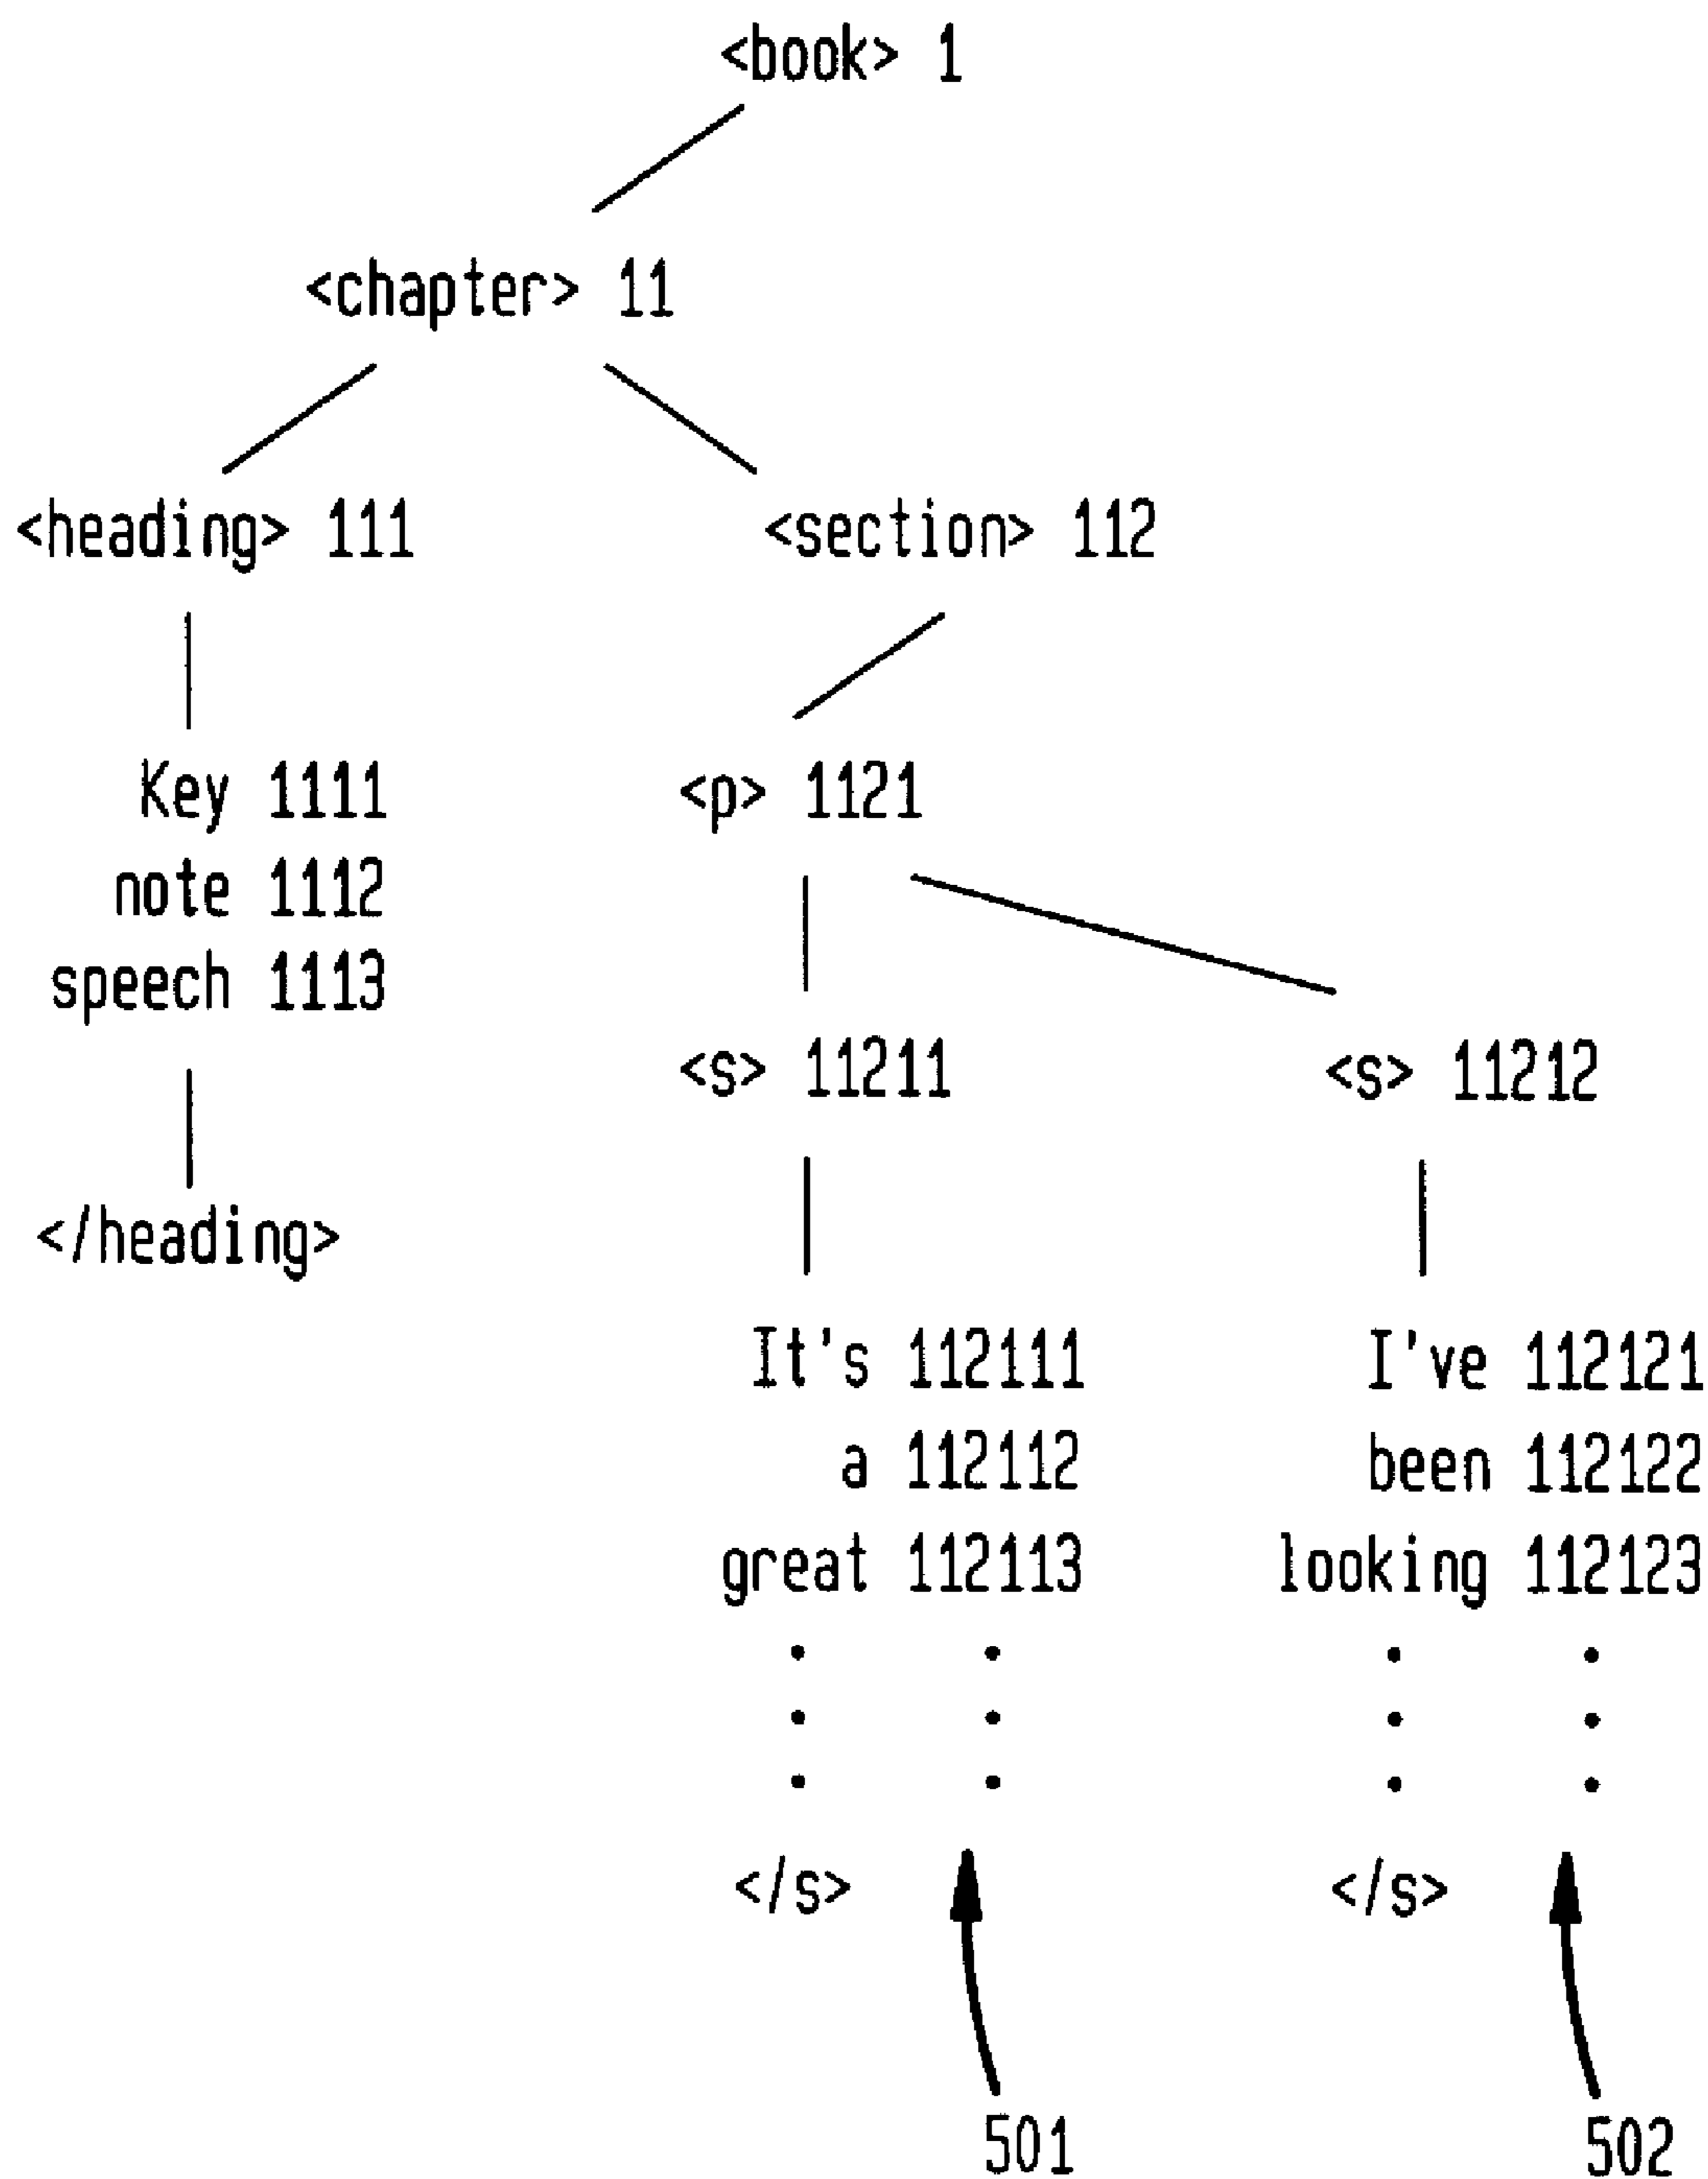 <book> 1
<chapter> 11
<heading> 111
<section> 112
Key 1111
note 1112
speech 1113
</heading>
<p> 1121
<s> 11211
<s> 11212
It's 112111
a 112112
great 112113
</s>
I've 112121
been 112122
looking 112123
</s>
501
502